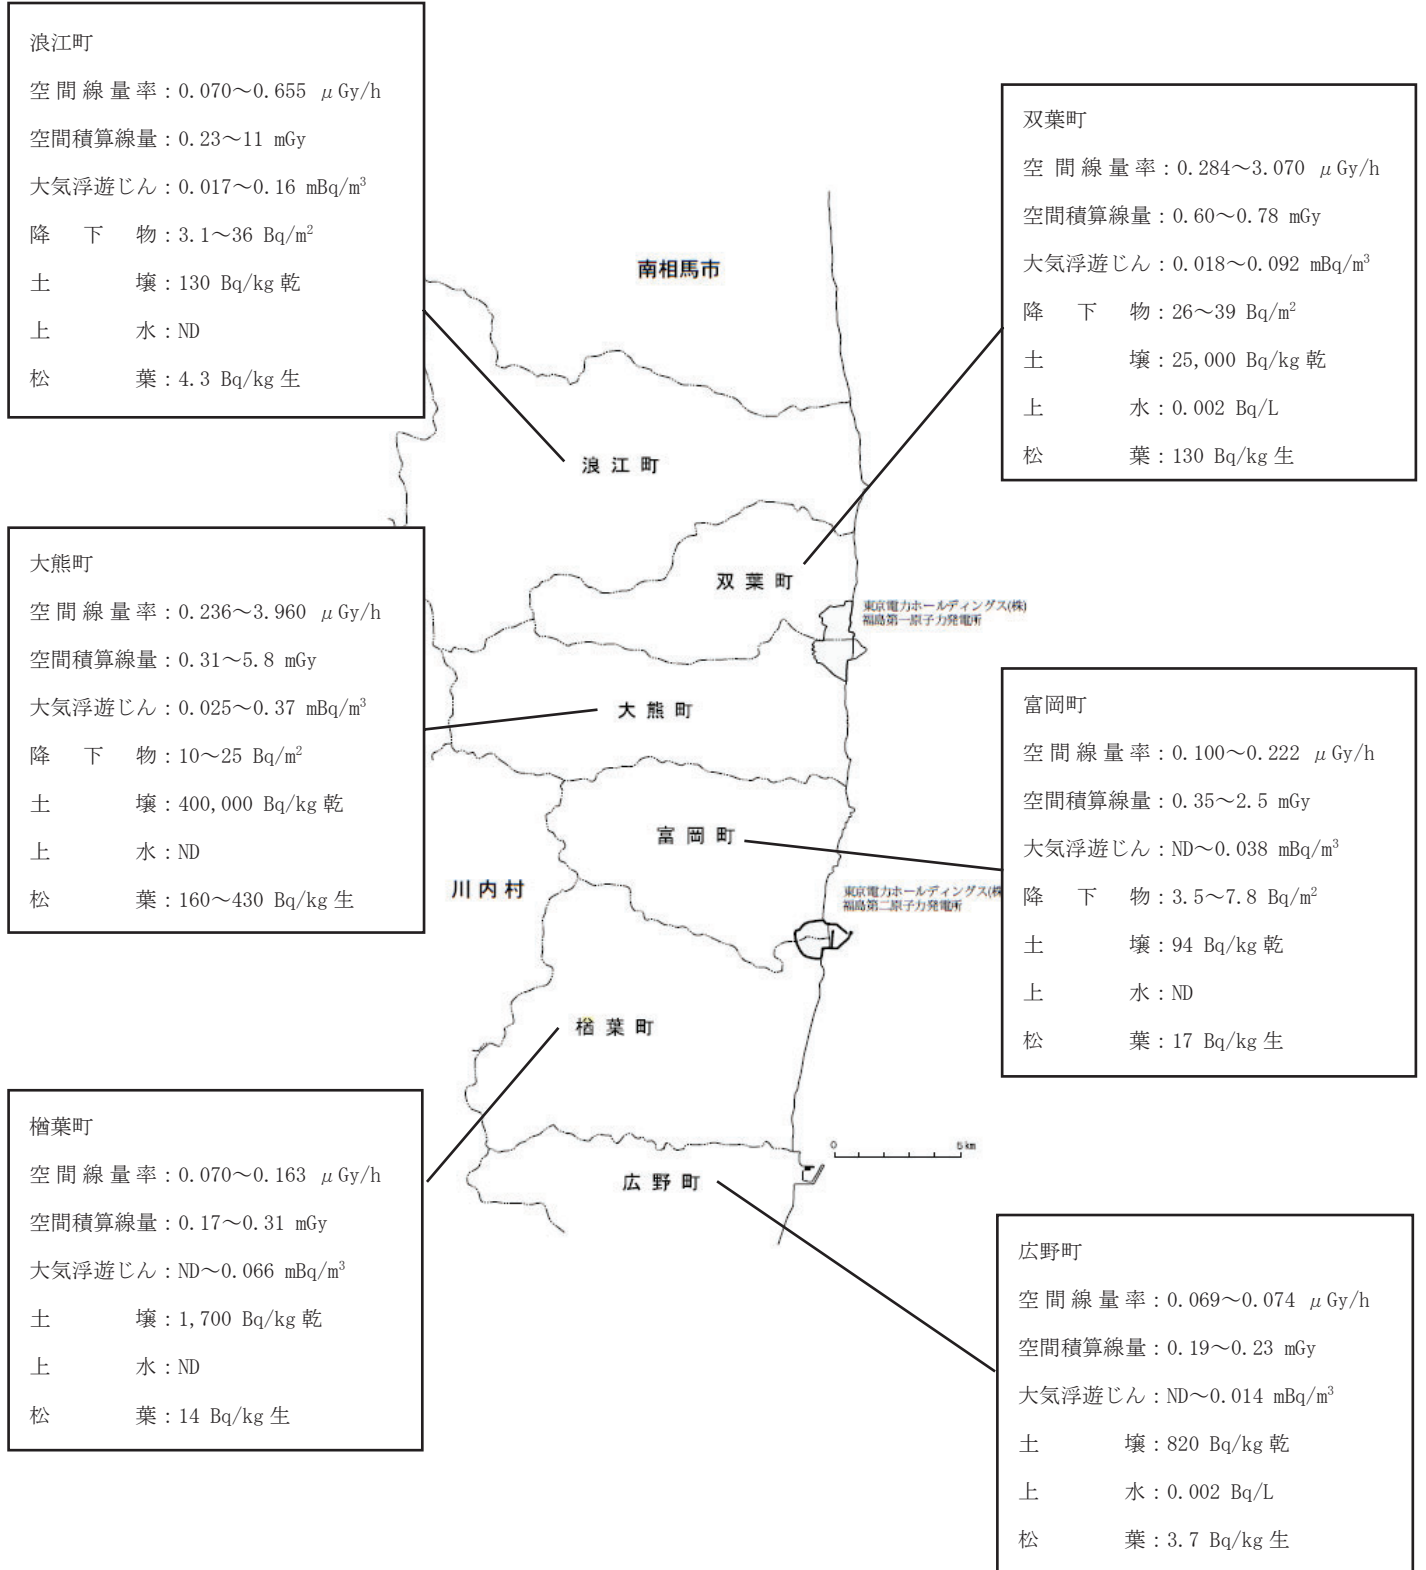 浪江町
空間線量率：0.070～0.655 μGy/h
空間積算線量：0.23～11 mGy
大気浮遊じん：0.017～0.16 mBq/m³
降下物：3.1～36 Bq/m²
土壌：130 Bq/kg 乾
上水：ND
松葉：4.3 Bq/kg 生
双葉町
空間線量率：0.284～3.070 μGy/h
空間積算線量：0.60～0.78 mGy
大気浮遊じん：0.018～0.092 mBq/m³
降下物：26～39 Bq/m²
土壌：25,000 Bq/kg 乾
上水：0.002 Bq/L
松葉：130 Bq/kg 生
南相馬市
浪江町
双葉町
東京電力ホールディングス(株)
福島第一原子力発電所
大熊町
空間線量率：0.236～3.960 μGy/h
空間積算線量：0.31～5.8 mGy
大気浮遊じん：0.025～0.37 mBq/m³
降下物：10～25 Bq/m²
土壌：400,000 Bq/kg 乾
上水：ND
松葉：160～430 Bq/kg 生
大熊町
富岡町
川内村
東京電力ホールディングス(株
福島第二原子力発電所
富岡町
空間線量率：0.100～0.222 μGy/h
空間積算線量：0.35～2.5 mGy
大気浮遊じん：ND～0.038 mBq/m³
降下物：3.5～7.8 Bq/m²
土壌：94 Bq/kg 乾
上水：ND
松葉：17 Bq/kg 生
楢葉町
楢葉町
空間線量率：0.070～0.163 μGy/h
空間積算線量：0.17～0.31 mGy
大気浮遊じん：ND～0.066 mBq/m³
土壌：1,700 Bq/kg 乾
上水：ND
松葉：14 Bq/kg 生
0 5km
広野町
広野町
空間線量率：0.069～0.074 μGy/h
空間積算線量：0.19～0.23 mGy
大気浮遊じん：ND～0.014 mBq/m³
土壌：820 Bq/kg 乾
上水：0.002 Bq/L
松葉：3.7 Bq/kg 生